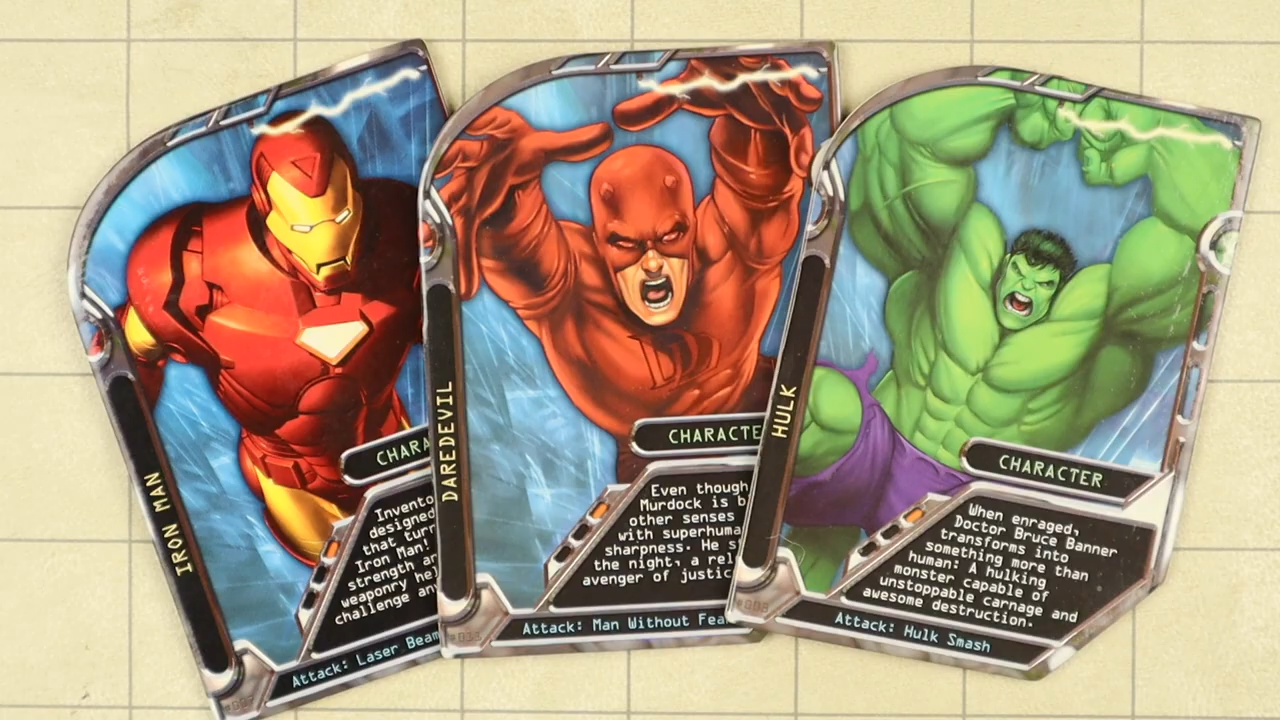 IRON MAN
CHARA
Invento
designed
that turn
Iron Man!
strength an
weaponry hel
challenge an
Attack: Laser Beam
DAREDEVIL
DD
CHARACTE
Even though
Murdock is b
other senses
with superhuma
sharpness. He s
the night, a rel
avenger of justic
Attack: Man Without Fea
HULK
CHARACTER
When enraged,
Doctor Bruce Banner
transforms into
something more than
human: A hulking
monster capable of
unstoppable carnage and
awesome destruction.
Attack: Hulk Smash